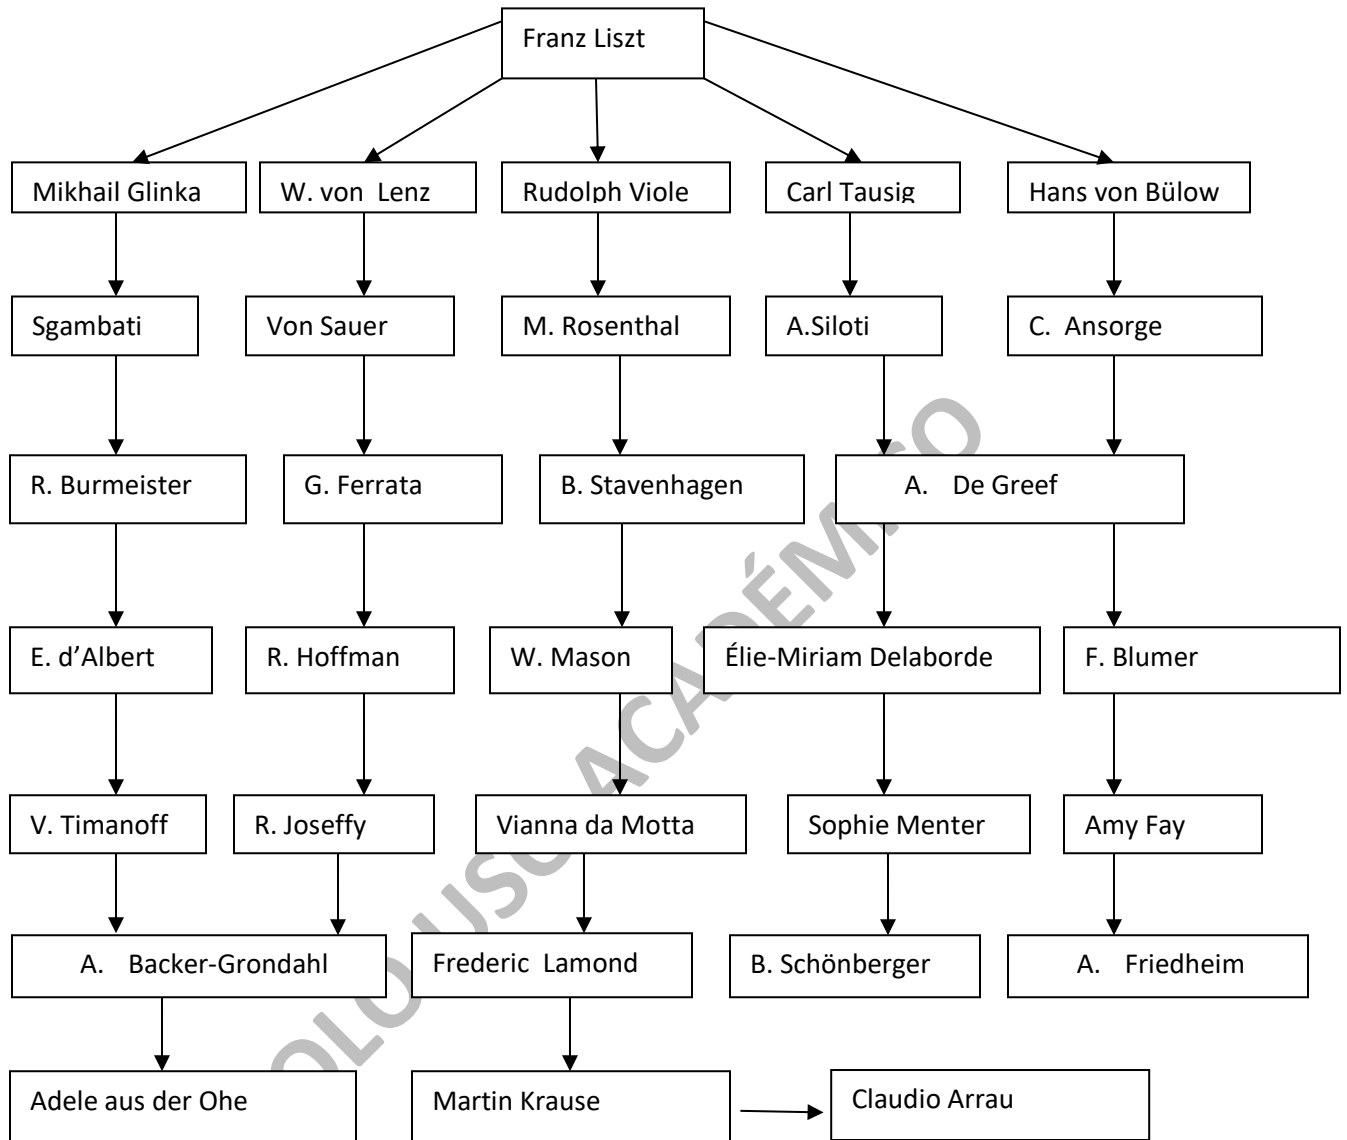 Franz Liszt
Mikhail Glinka
W. von Lenz
Rudolph Viole
Carl Tausig
Hans von Bülow
Sgambati
Von Sauer
M. Rosenthal
A.Siloti
C. Ansorge
R. Burmeister
G. Ferrata
B. Stavenhagen
A. De Greef
E. d’Albert
R. Hoffman
W. Mason
Élie-Miriam Delaborde
F. Blumer
V. Timanoff
R. Joseffy
Vianna da Motta
Sophie Menter
Amy Fay
A. Backer-Grondahl
Frederic Lamond
B. Schönberger
A. Friedheim
Adele aus der Ohe
Martin Krause
Claudio Arrau